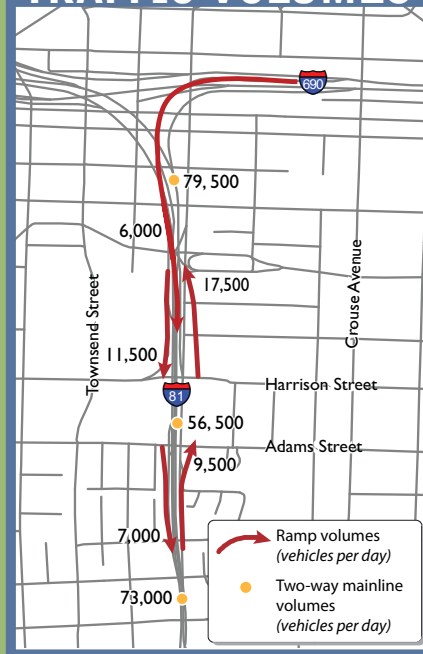 TRAFFIC VOLUMES
690
79, 500
6,000
17,500
Townsend Street
Crouse Avenue
11,500
Harrison Street
81
56, 500
Adams Street
9,500
7,000
73,000
Ramp volumes
(vehicles per day)
Two-way mainline
volumes
(vehicles per day)